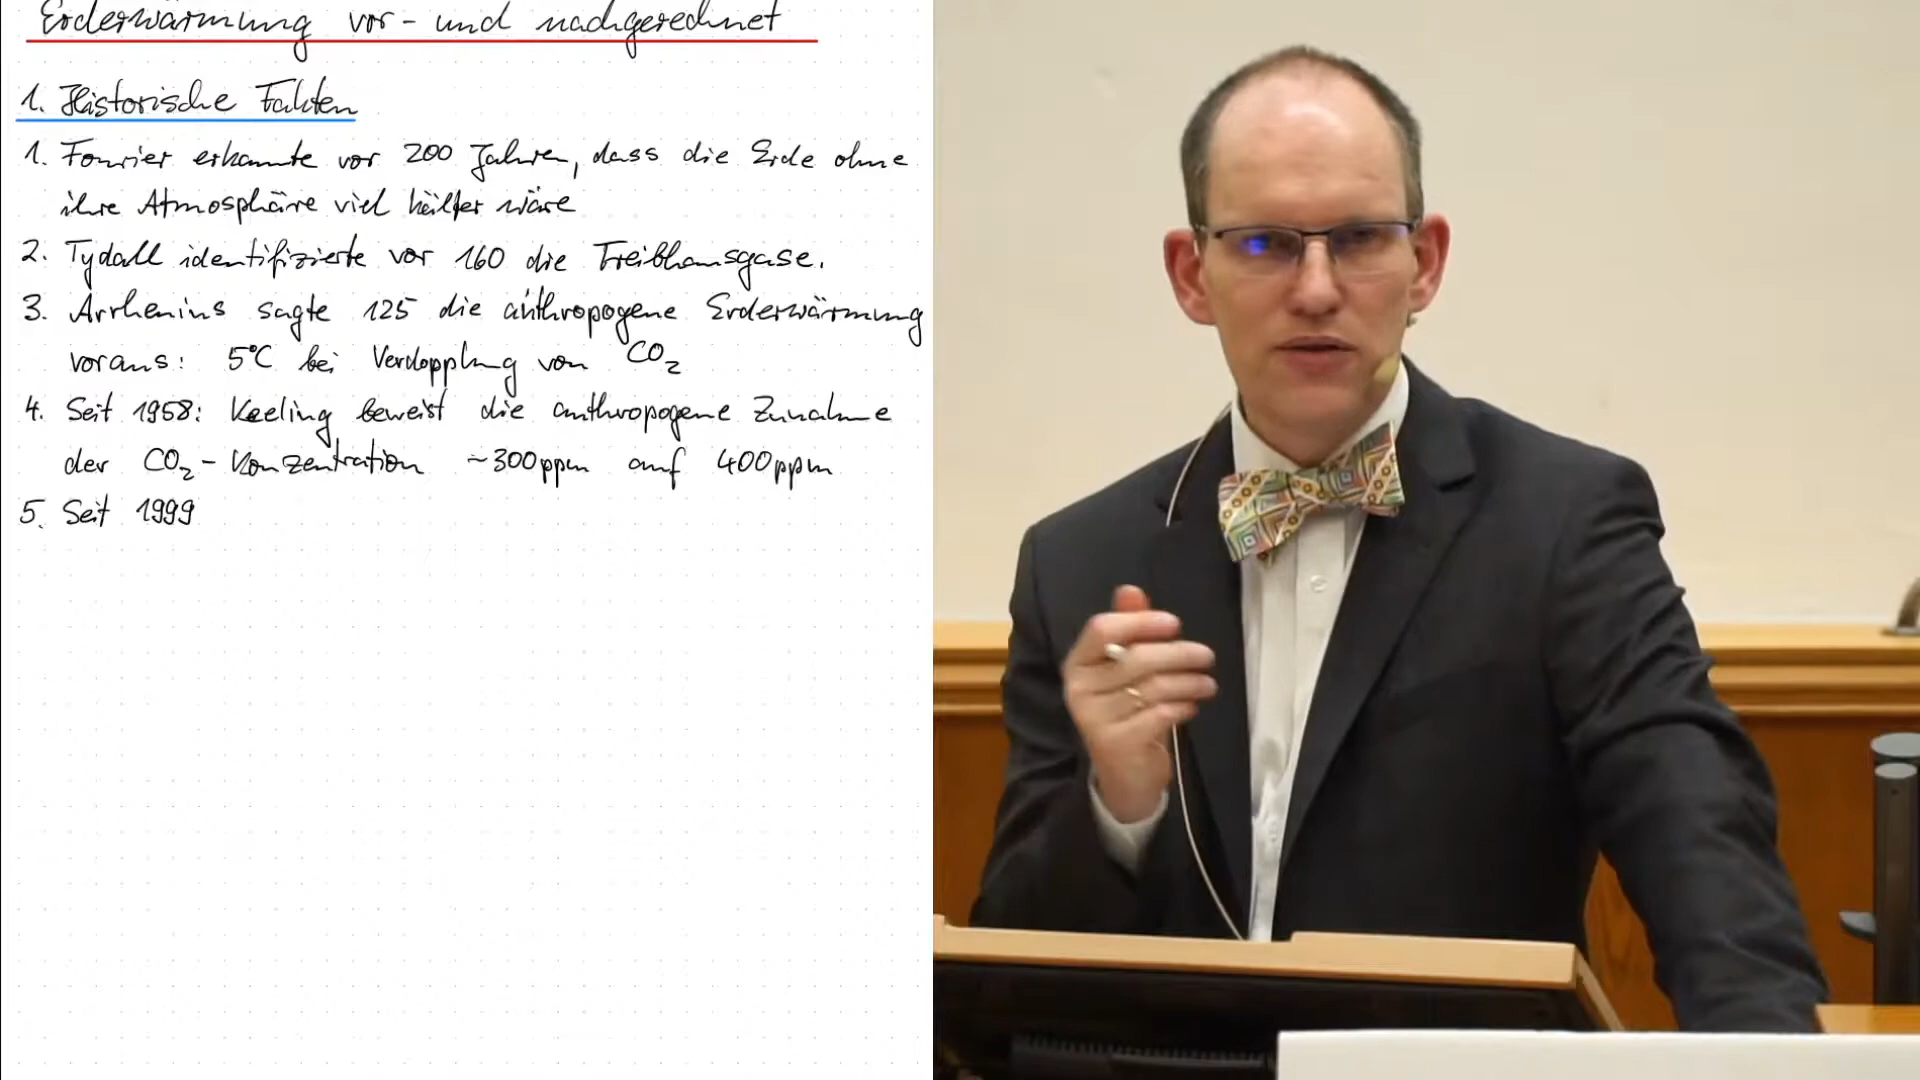 Erderwärmung vor- und nachgerechnet
1. Historische Fakten
1. Fourier erkannte vor 200 Jahren, dass die Erde ohne
ihre Atmosphäre viel kälter wäre
2. Tydall identifizierte vor 160 die Treibhausgase.
3. Arrhenius sagte 125 die anthropogene Erderwärmung
voraus: 5°C bei Verdopplung von CO₂
4. Seit 1958: Keeling beweist die anthropogene Zunahme
der CO₂-Konzentration ~300ppm auf 400ppm
5. Seit 1999